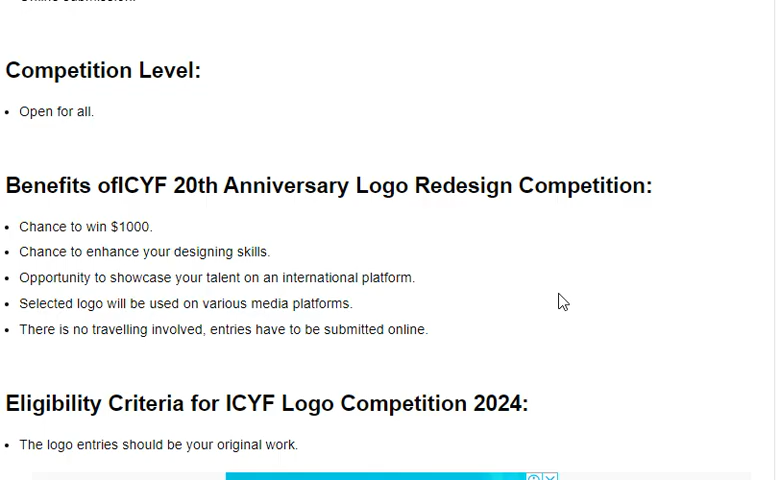 Competition Level:
• Open for all.
Benefits ofICYF 20th Anniversary Logo Redesign Competition:
• Chance to win $1000.
• Chance to enhance your designing skills.
• Opportunity to showcase your talent on an international platform.
• Selected logo will be used on various media platforms.
• There is no travelling involved, entries have to be submitted online.
Eligibility Criteria for ICYF Logo Competition 2024:
• The logo entries should be your original work.